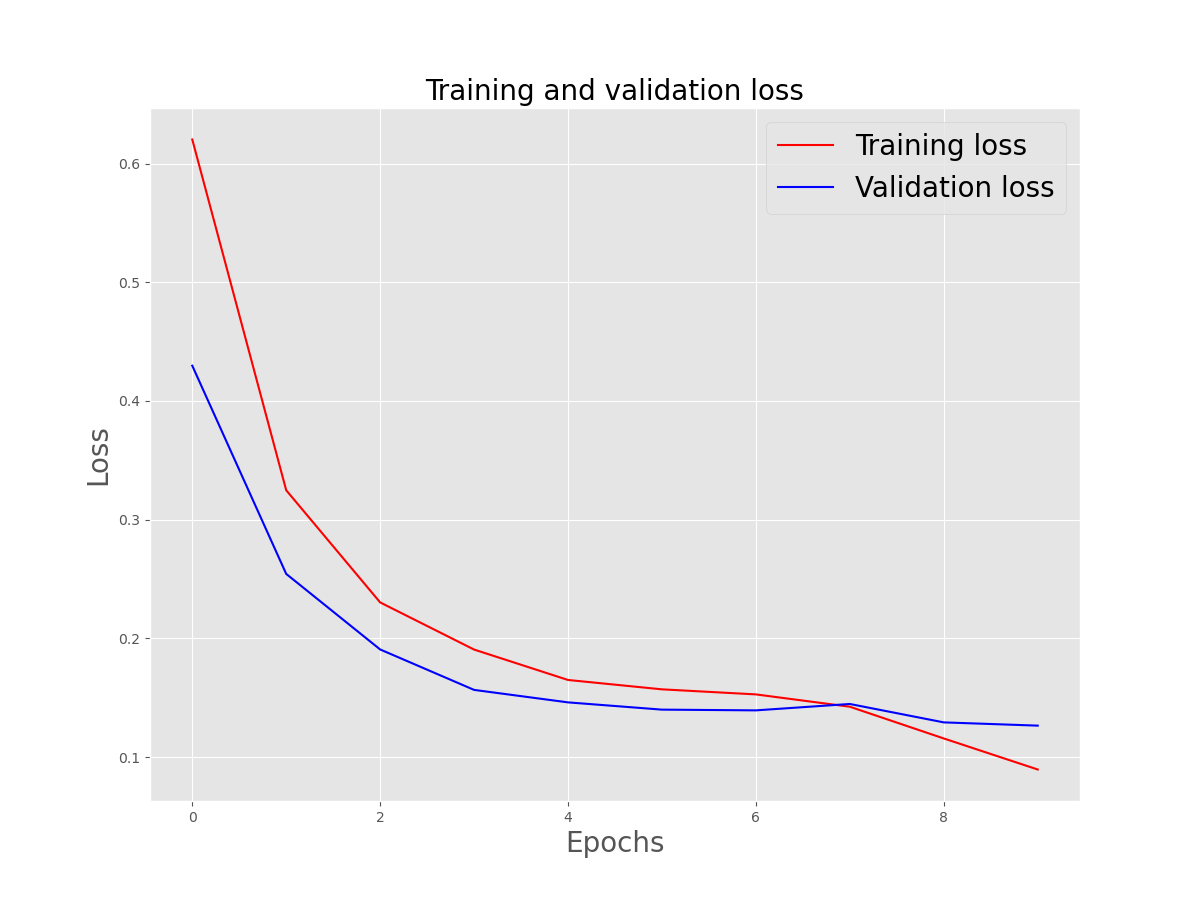 Training and validation loss
Training loss
Validation loss
0.6
0.5
0.4
0.3
0.2
0.1
Loss
0 2 4 6 8
Epochs